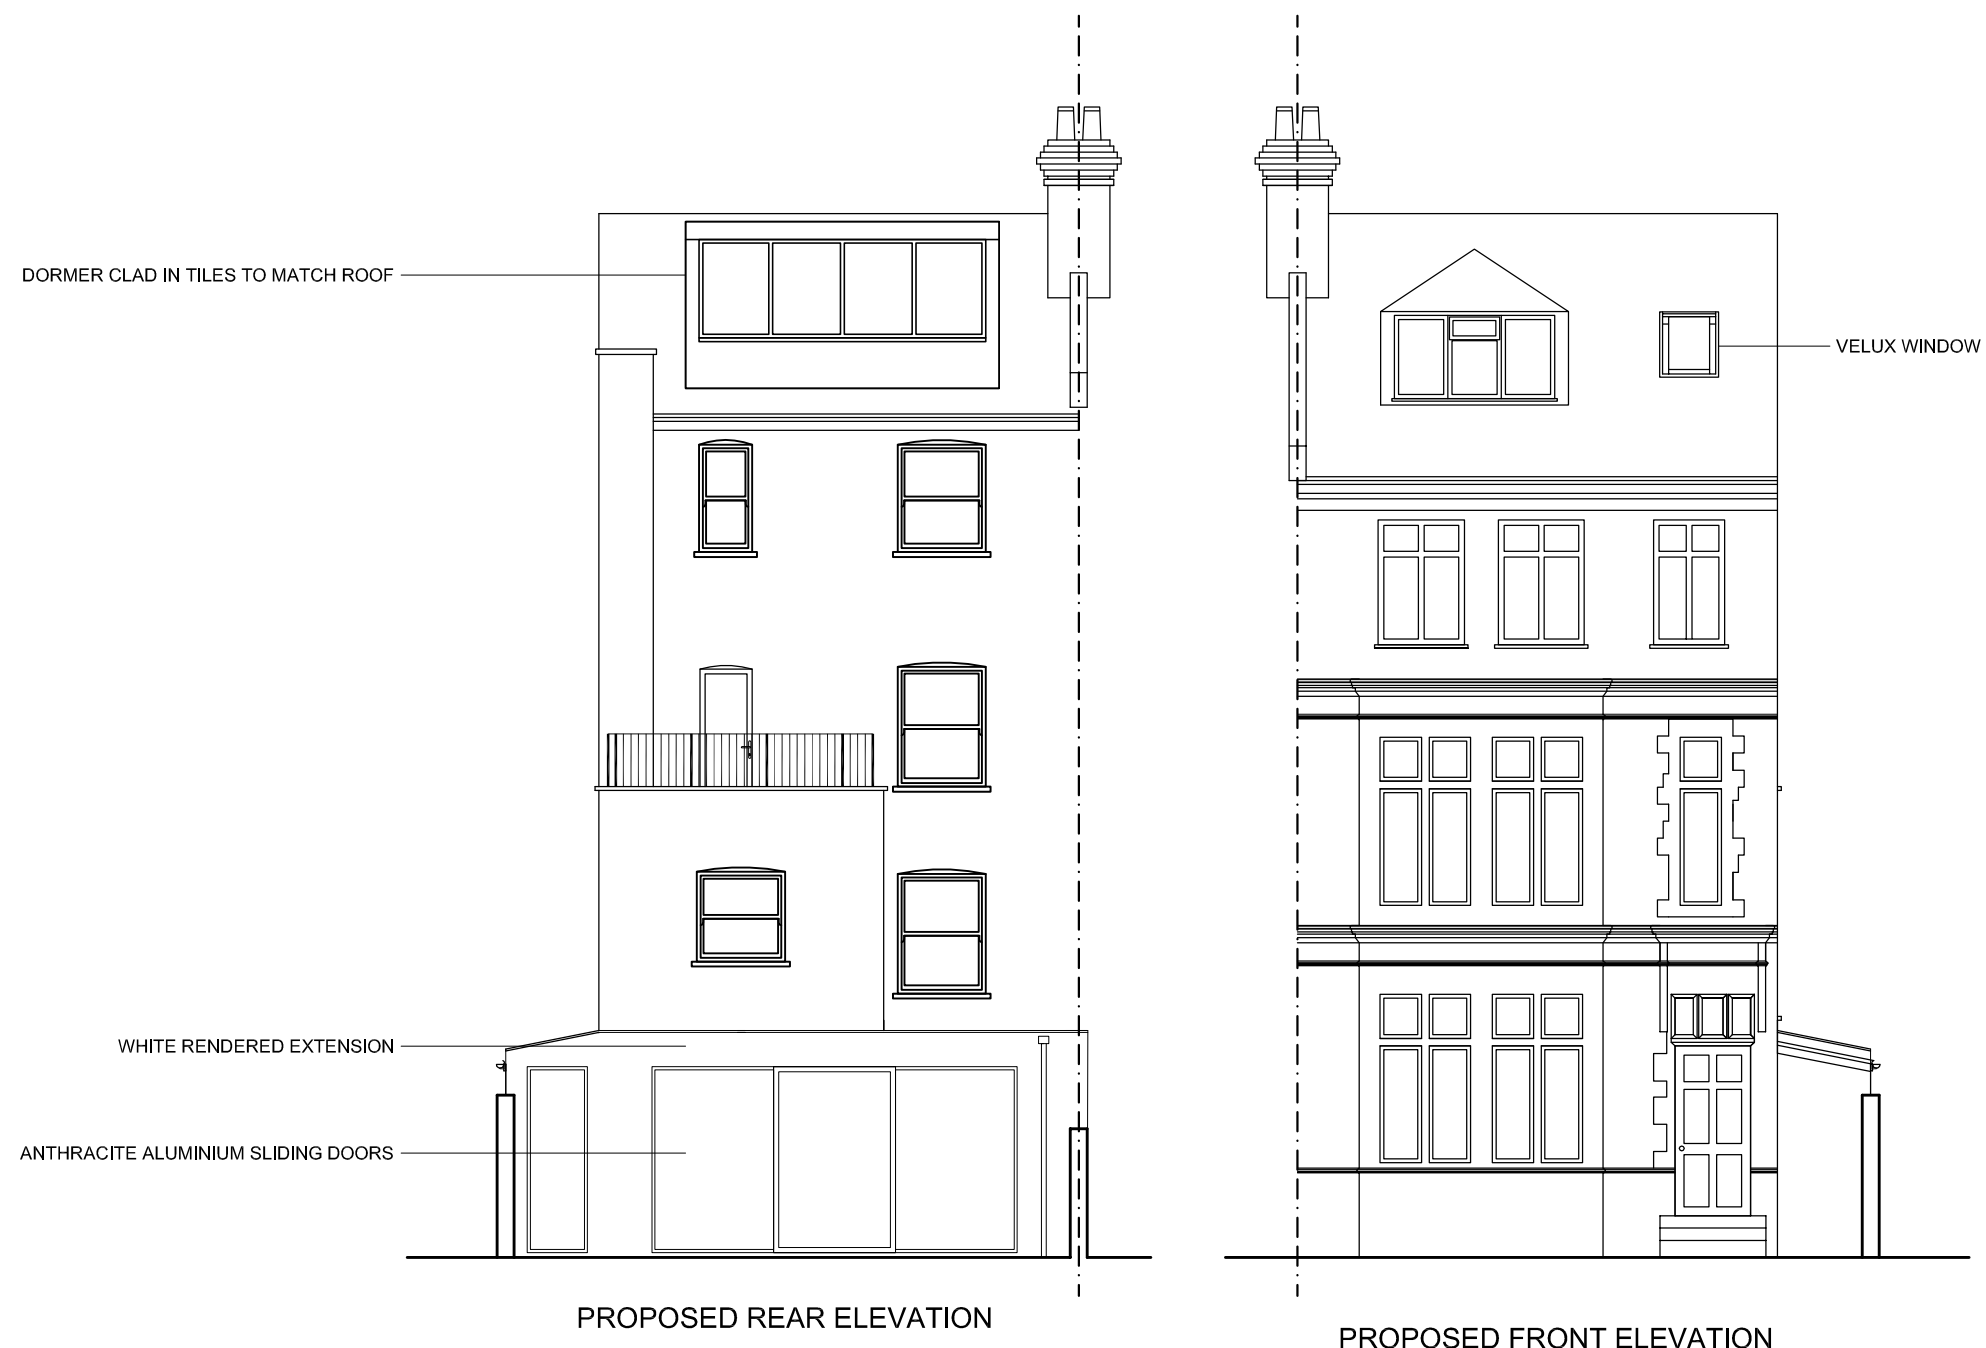 DORMER CLAD IN TILES TO MATCH ROOF
VELUX WINDOW
WHITE RENDERED EXTENSION
ANTHRACITE ALUMINIUM SLIDING DOORS
PROPOSED REAR ELEVATION
PROPOSED FRONT ELEVATION